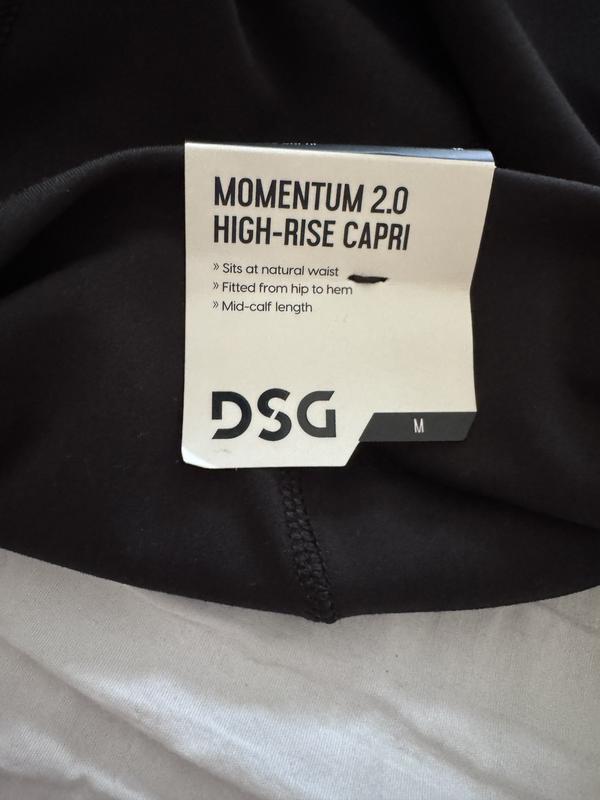 MOMENTUM 2.0
HIGH-RISE CAPRI
» Sits at natural waist
» Fitted from hip to hem
» Mid-calf length
DSG
M